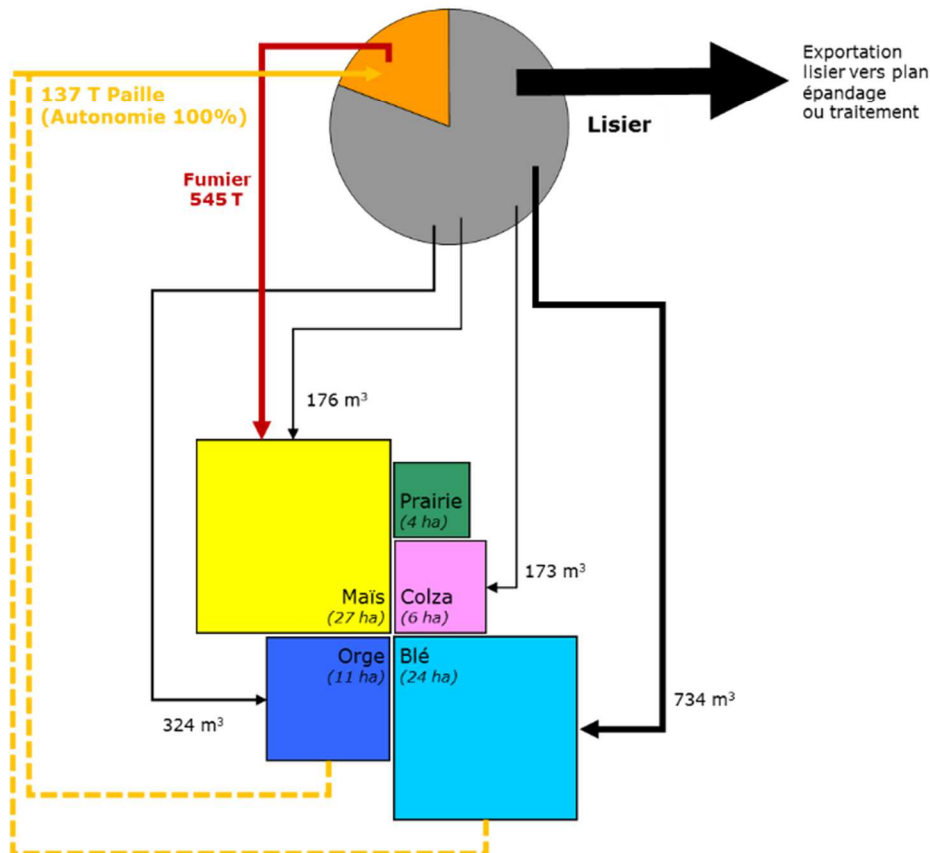 Exportation
lisier vers plan
épandage
ou traitement
137 T Paille
(Autonomie 100%)
Lisier
Fumier
545 T
176 m³
Prairie
(4 ha)
173 m³
Maïs
(27 ha)
Colza
(6 ha)
Orge
(11 ha)
Blé
(24 ha)
734 m³
324 m³